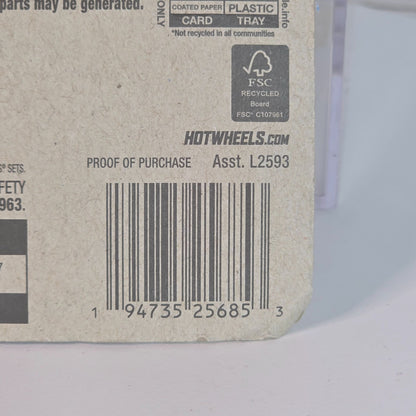 parts may be generated.
COATED PAPER
PLASTIC
CARD
TRAY
ONLY
*Not recycled in all communities
FSC
RECYCLED
Board
FSC® C107961
HOTWHEELS.COM
PROOF OF PURCHASE Asst. L2593
SETS.
FETY
963.
1 94735 25685 3